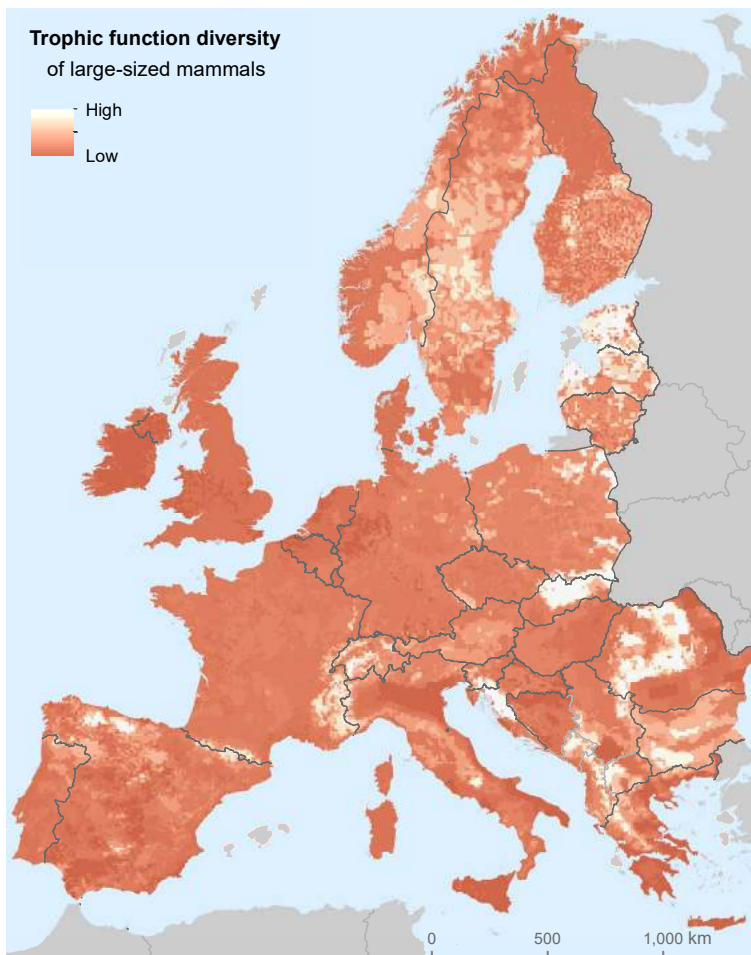 Trophic function diversity
of large-sized mammals
High
Low
0 500 1,000 km